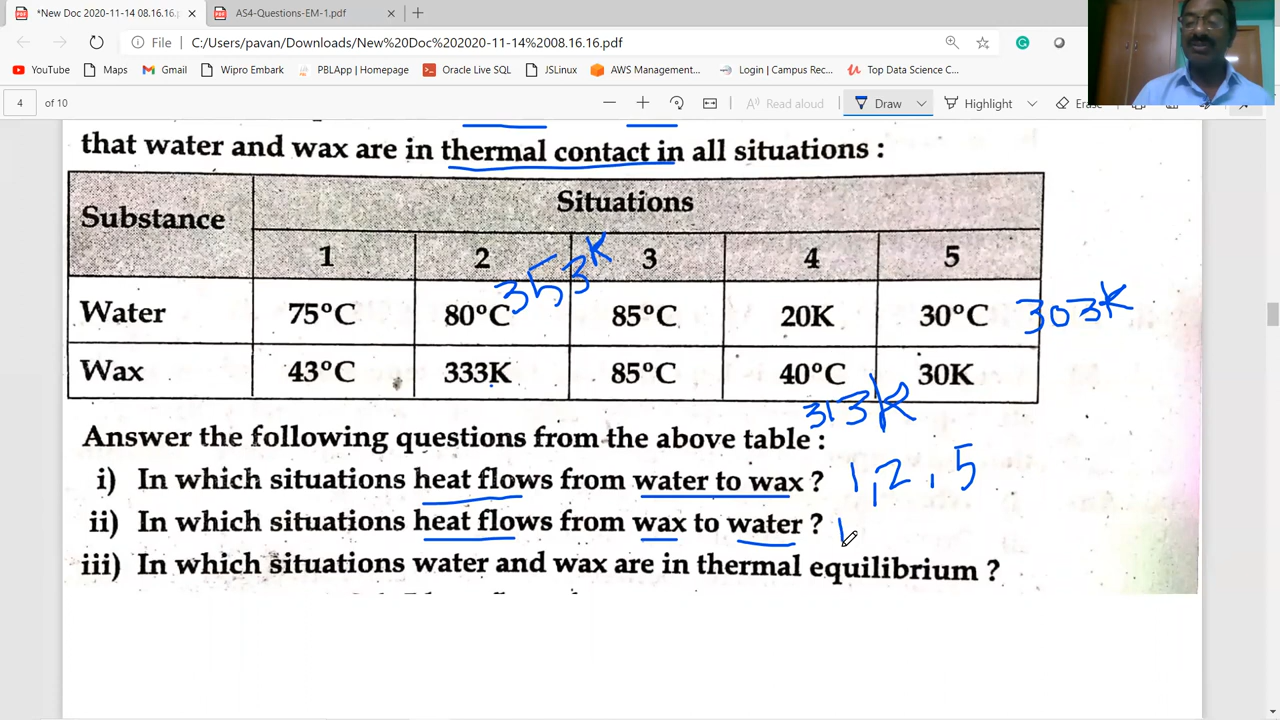 *New Doc 2020-11-14 08.16.16.p
AS4-Questions-EM-1.pdf
File C:/Users/pavan/Downloads/New%20Doc%202020-11-14%2008.16.16.pdf
YouTube Maps Gmail Wipro Embark PBLApp | Homepage Oracle Live SQL JSLinux AWS Management... Login | Campus Rec... Top Data Science C...
4 of 10 Read aloud Draw Highlight Erase
that water and wax are in thermal contact in all situations :
Substance Situations
1 2 3 4 5
353K
Water 75°C 80°C 85°C 20K 30°C 303K
Wax 43°C 333K 85°C 40°C 30K
313K
Answer the following questions from the above table :
i) In which situations heat flows from water to wax ? 1, 2, 5
ii) In which situations heat flows from wax to water ?
iii) In which situations water and wax are in thermal equilibrium ?